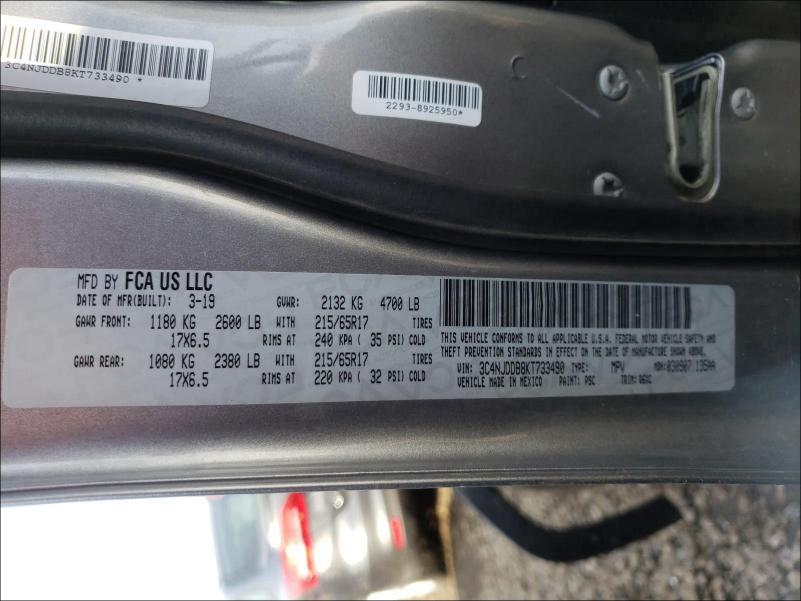 3C4NJDDB8KT733490 *
2293-8925950*
MFD BY FCA US LLC
DATE OF MFR(BUILT): 3-19 GVWR: 2132 KG 4700 LB
GAWR FRONT: 1180 KG 2600 LB WITH 215/65R17 TIRES
17X6.5 RIMS AT 240 KPA ( 35 PSI) COLD
GAWR REAR: 1080 KG 2380 LB WITH 215/65R17 TIRES
17X6.5 RIMS AT 220 KPA ( 32 PSI) COLD
THIS VEHICLE CONFORMS TO ALL APPLICABLE U.S.A. FEDERAL MOTOR VEHICLE SAFETY AND
THEFT PREVENTION STANDARDS IN EFFECT ON THE DATE OF MANUFACTURE SHOWN ABOVE.
VIN: 3C4NJDDB8KT733490 TYPE: MPV MDH: 030907 135AA
VEHICLE MADE IN MEXICO PAINT: PSC TRIM: